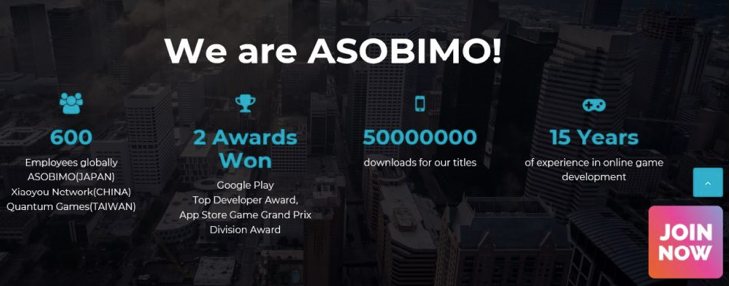 We are ASOBIMO!
600
Employees globally
ASOBIMO(JAPAN)
Xiaoyou Network(CHINA)
Quantum Games(TAIWAN)
2 Awards
Won
Google Play
Top Developer Award,
App Store Game Grand Prix
Division Award
50000000
downloads for our titles
15 Years
of experience in online game
development
JOIN
NOW